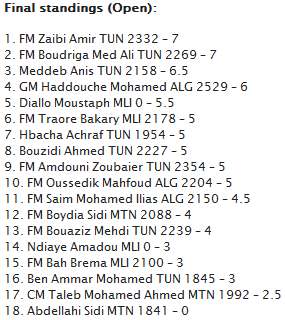 Final standings (Open):
1. FM Zaibi Amir TUN 2332 – 7
2. FM Boudriga Med Ali TUN 2269 – 7
3. Meddeb Anis TUN 2158 – 6.5
4. GM Haddouche Mohamed ALG 2529 – 6
5. Diallo Moustaph MLI 0 – 5.5
6. FM Traore Bakary MLI 2178 – 5
7. Hbacha Achraf TUN 1954 – 5
8. Bouzidi Ahmed TUN 2227 – 5
9. FM Amdouni Zoubaier TUN 2354 – 5
10. FM Oussedik Mahfoud ALG 2204 – 5
11. FM Saim Mohamed Ilias ALG 2150 – 4.5
12. FM Boydia Sidi MTN 2088 – 4
13. FM Bouaziz Mehdi TUN 2239 – 4
14. Ndiaye Amadou MLI 0 – 3
15. FM Bah Brema MLI 2100 – 3
16. Ben Ammar Mohamed TUN 1845 – 3
17. CM Taleb Mohamed Ahmed MTN 1992 – 2.5
18. Abdellahi Sidi MTN 1841 – 0